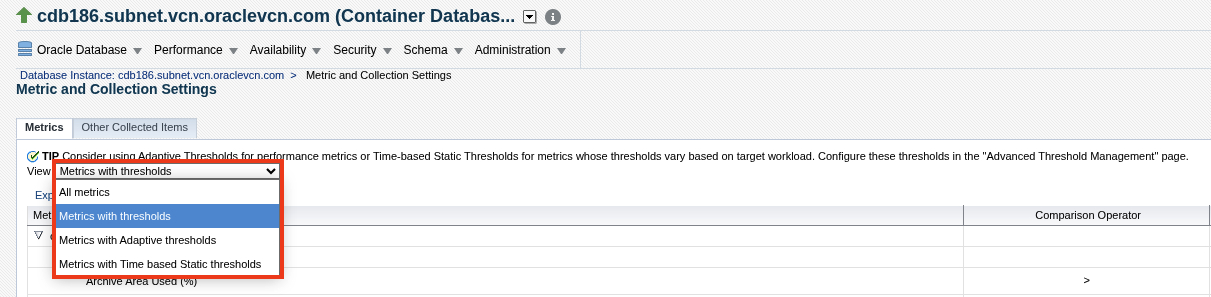 cdb186.subnet.vcn.oraclevcn.com (Container Databas...
Oracle Database Performance Availability Security Schema Administration
Database Instance: cdb186.subnet.vcn.oraclevcn.com > Metric and Collection Settings
Metric and Collection Settings
Metrics Other Collected Items
TIP Consider using Adaptive Thresholds for performance metrics or Time-based Static Thresholds for metrics whose thresholds vary based on target workload. Configure these thresholds in the "Advanced Threshold Management" page.
View Metrics with thresholds
All metrics
Exp
Metrics with thresholds
Met
Comparison Operator
Metrics with Adaptive thresholds
Metrics with Time based Static thresholds
Archive Area Used (%) >